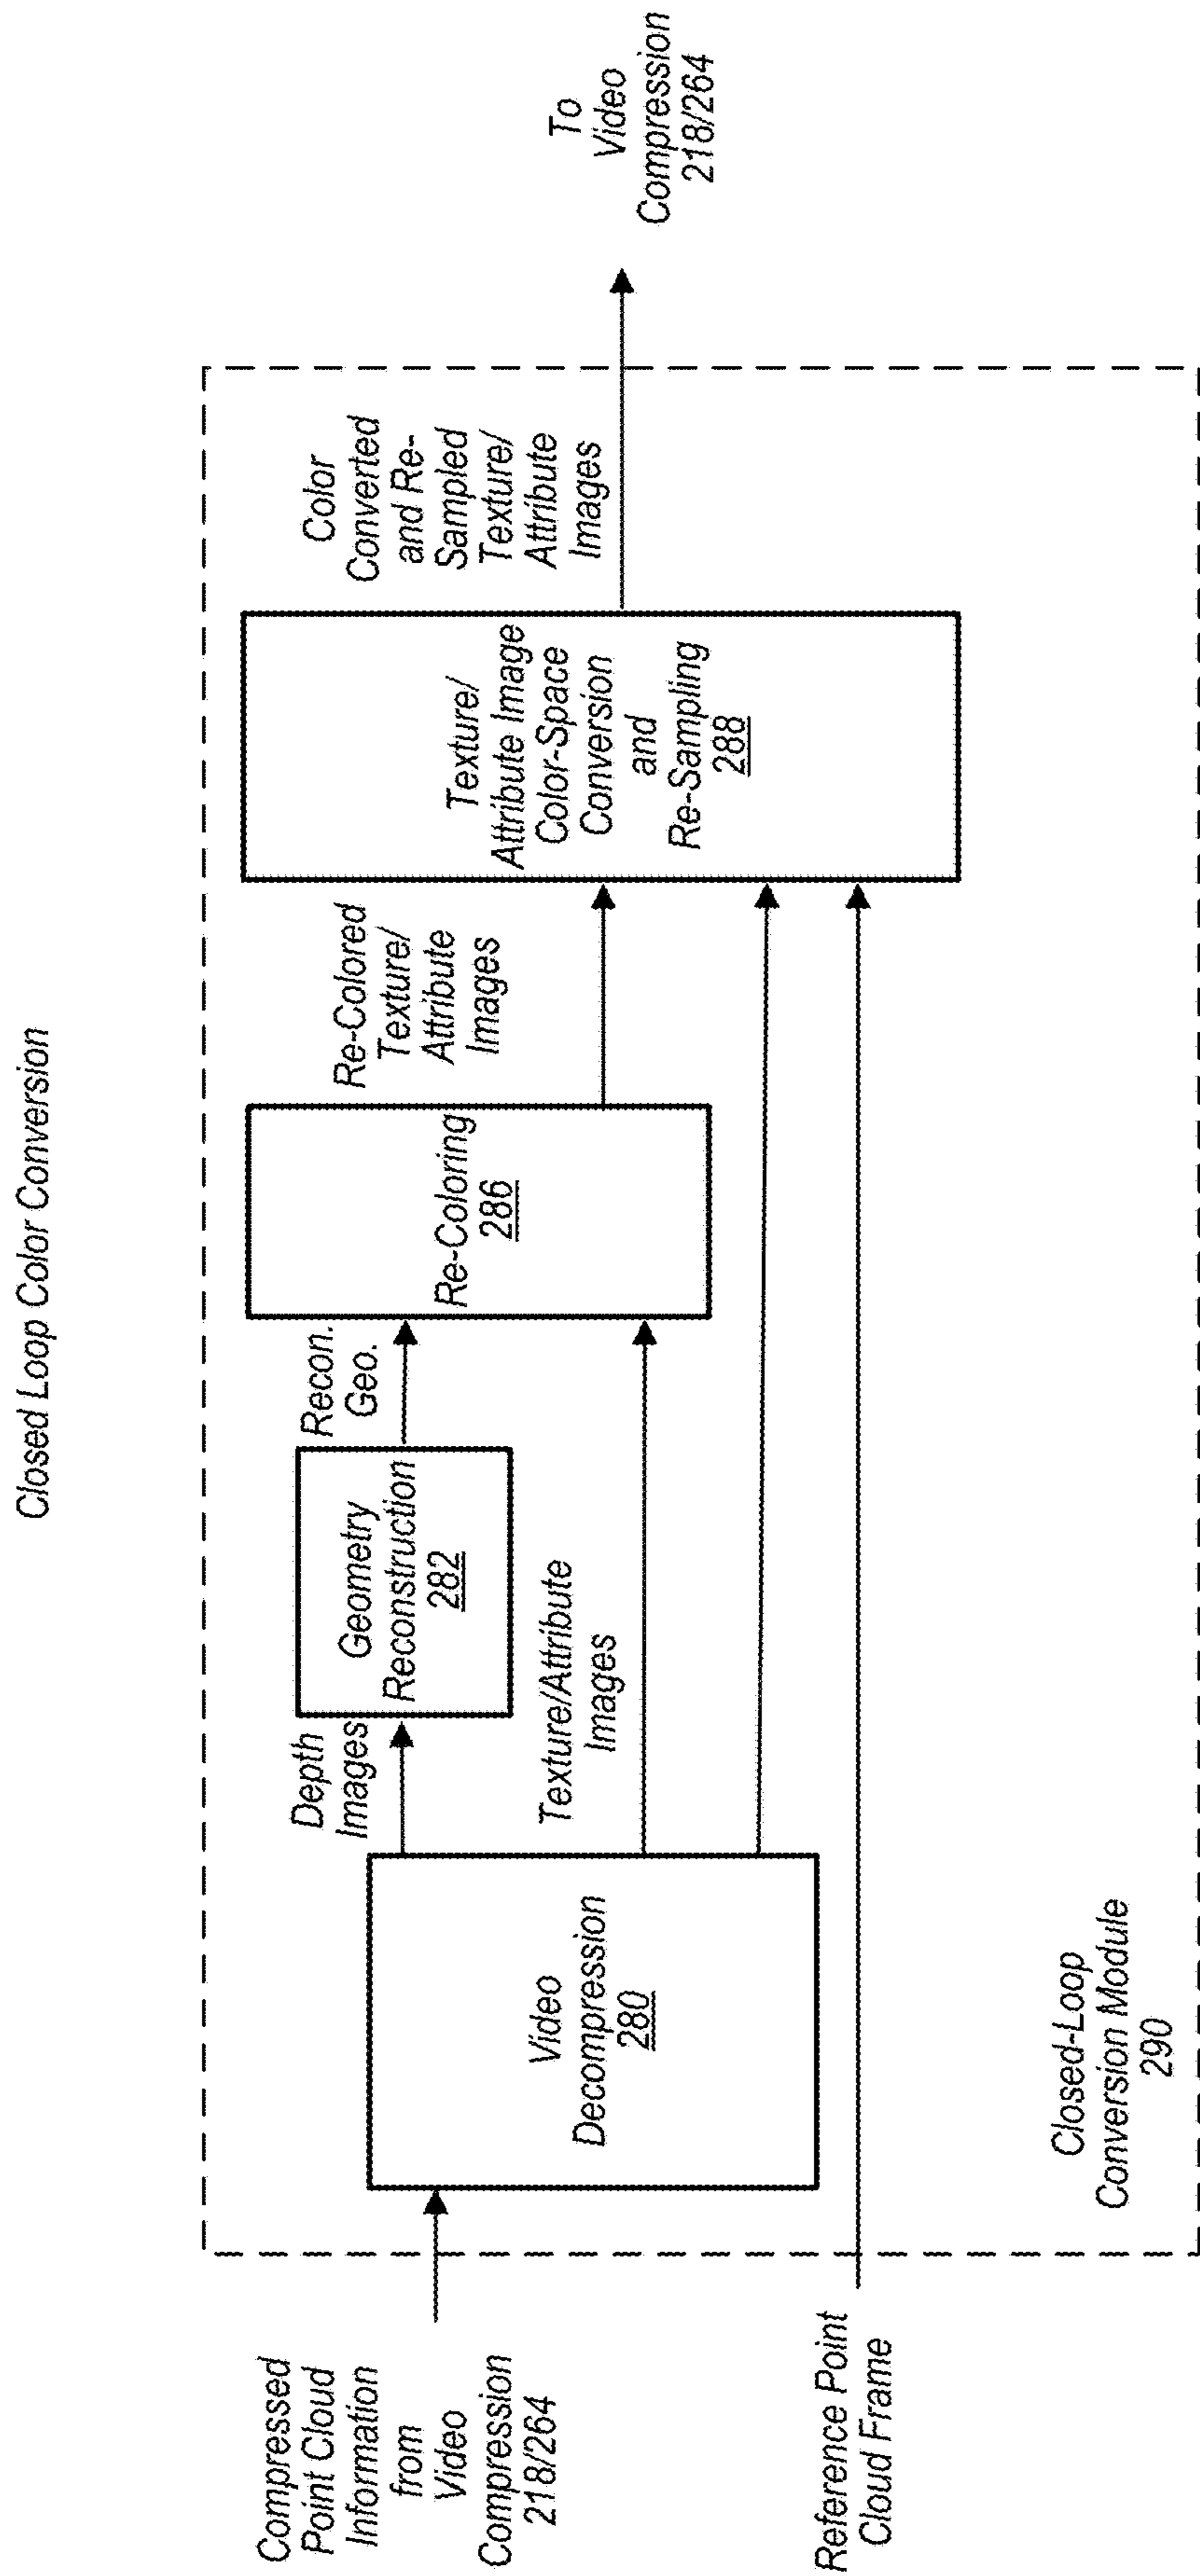 Closed Loop Color Conversion
Compressed
Point Cloud
Information
from
Video
Compression
218/264
Reference Point
Cloud Frame
Video
Decompression
280
Depth
Images
Geometry
Reconstruction
282
Recon.
Geo.
Texture/Attribute
Images
Re-Coloring
286
Re-Colored
Texture/
Attribute
Images
Texture/
Attribute Image
Color-Space
Conversion
and
Re-Sampling
288
Color
Converted
and Re-
Sampled
Texture/
Attribute
Images
To
Video
Compression
218/264
Closed-Loop
Conversion Module
290